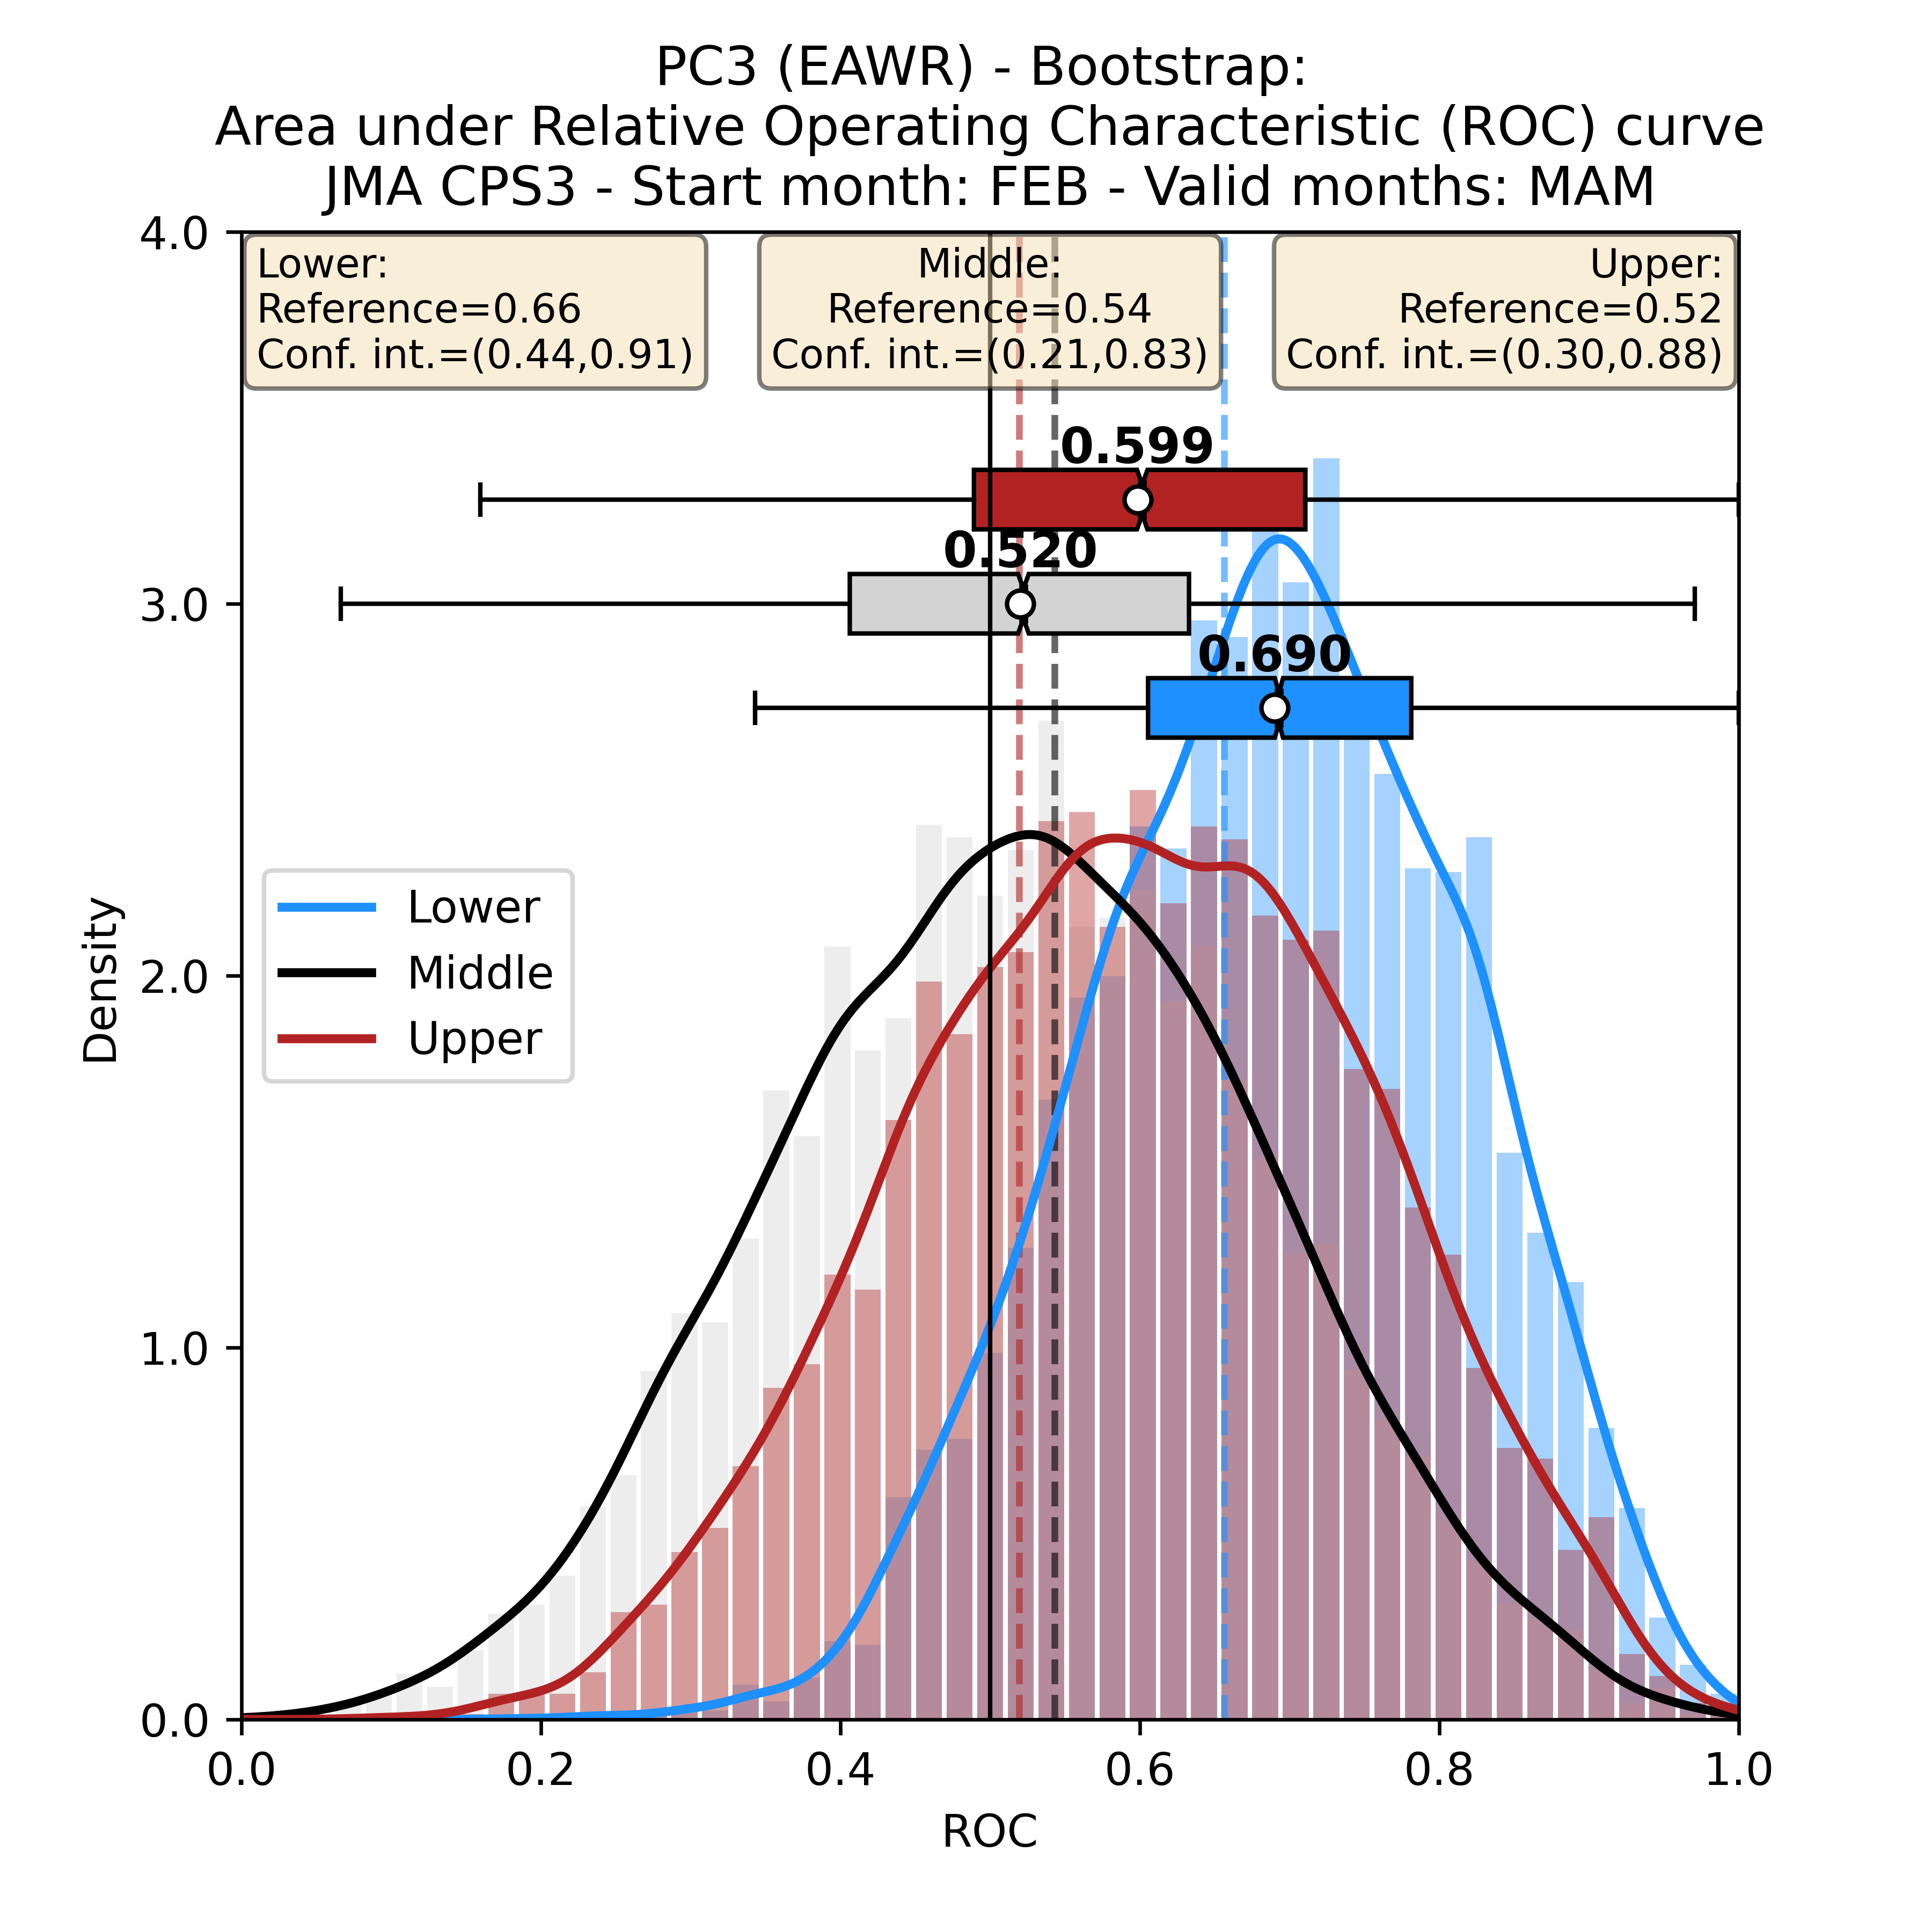 PC3 (EAWR) - Bootstrap:
Area under Relative Operating Characteristic (ROC) curve
JMA CPS3 - Start month: FEB - Valid months: MAM
4.0
Lower:
Reference=0.66
Conf. int.=(0.44,0.91)
Middle:
Reference=0.54
Conf. int.=(0.21,0.83)
Upper:
Reference=0.52
Conf. int.=(0.30,0.88)
0.599
0.520
3.0
0.690
Lower
Middle
Upper
Density
2.0
1.0
0.0
0.0
0.2
0.4
0.6
0.8
1.0
ROC